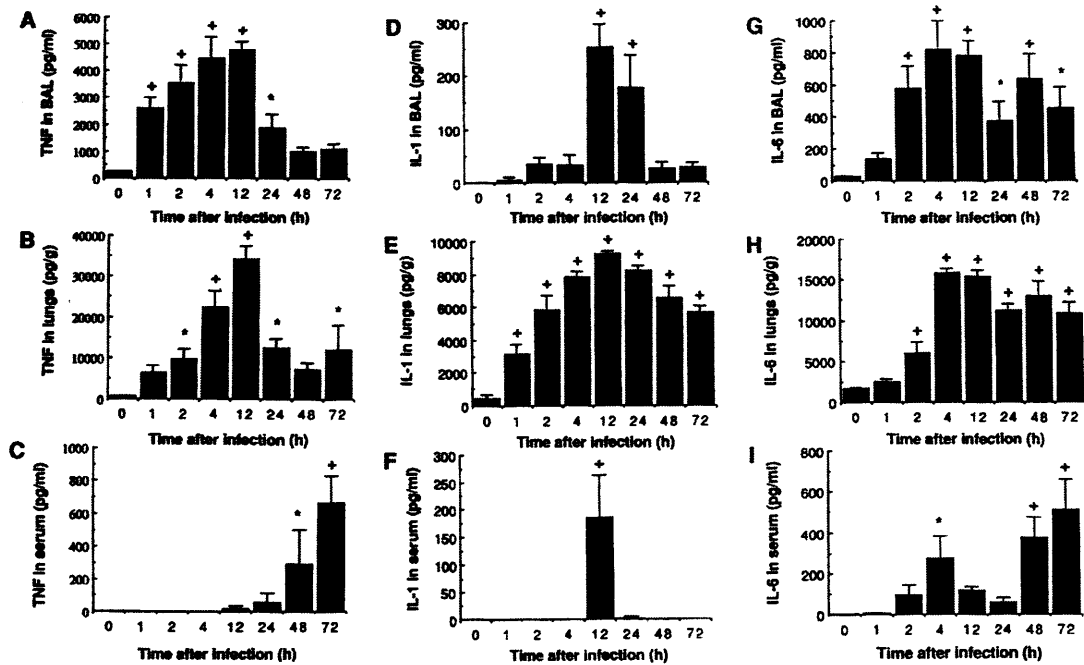 A
TNF in BAL (pg/ml)
6000
5000
4000
3000
2000
1000
0
+ + + + *
0 1 2 4 12 24 48 72
Time after infection (h)
D
IL-1 in BAL (pg/ml)
300
200
100
0
+ +
0 1 2 4 12 24 48 72
Time after infection (h)
G
IL-6 in BAL (pg/ml)
1000
800
600
400
200
0
+ + + * + *
0 1 2 4 12 24 48 72
Time after infection (h)
B
TNF in lungs (pg/g)
40000
30000
20000
10000
0
* + + * *
0 1 2 4 12 24 48 72
Time after infection (h)
E
IL-1 in lungs (pg/g)
10000
8000
6000
4000
2000
0
+ + + + + + +
0 1 2 4 12 24 48 72
Time after infection (h)
H
IL-6 in lungs (pg/g)
20000
15000
10000
5000
0
+ + + + + +
0 1 2 4 12 24 48 72
Time after infection (h)
C
TNF in serum (pg/ml)
1000
800
600
400
200
0
* +
0 1 2 4 12 24 48 72
Time after infection (h)
F
IL-1 in serum (pg/ml)
300
250
200
150
100
50
0
+
0 1 2 4 12 24 48 72
Time after infection (h)
I
IL-6 in serum (pg/ml)
800
600
400
200
0
* + +
0 1 2 4 12 24 48 72
Time after infection (h)